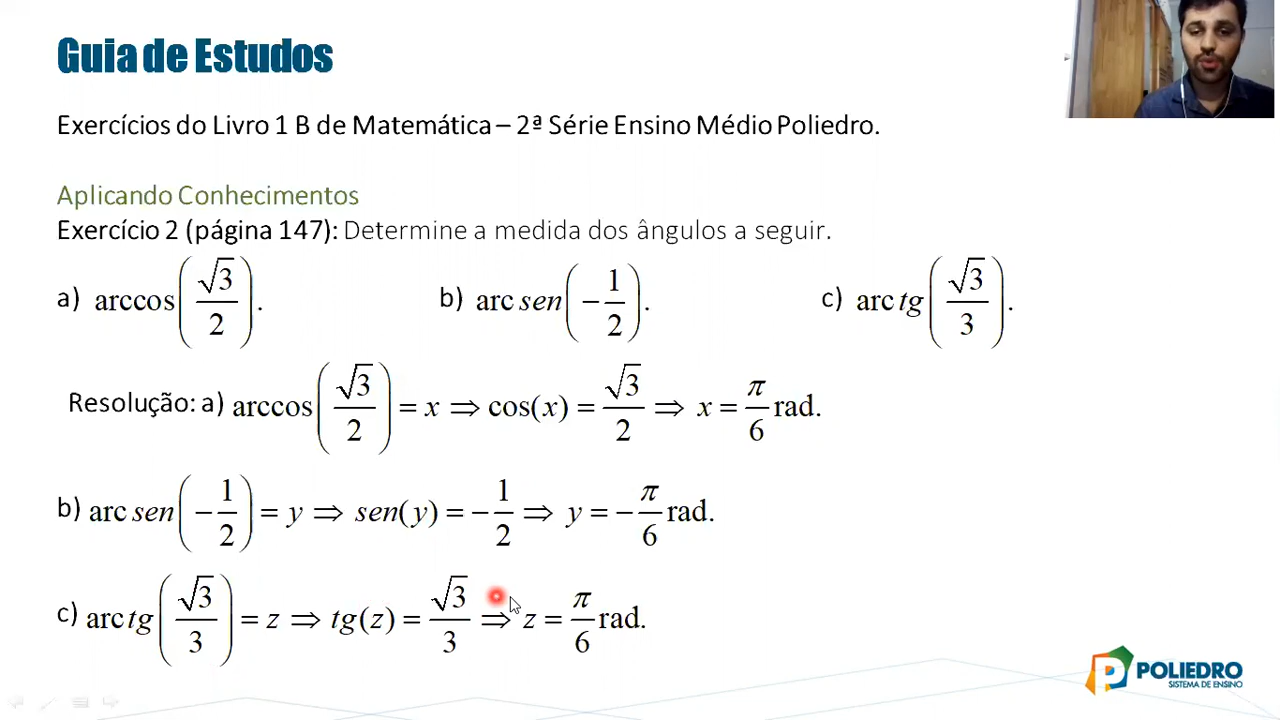 Guia de Estudos
Exercícios do Livro 1 B de Matemática – 2ª Série Ensino Médio Poliedro.
Aplicando Conhecimentos
Exercício 2 (página 147): Determine a medida dos ângulos a seguir.
a) arccos(√3/2). b) arc sen(−1/2). c) arc tg(√3/3).
Resolução: a) arccos(√3/2) = x ⇒ cos(x) = √3/2 ⇒ x = π/6 rad.
b) arc sen(−1/2) = y ⇒ sen(y) = −1/2 ⇒ y = −π/6 rad.
c) arc tg(√3/3) = z ⇒ tg(z) = √3/3 ⇒ z = π/6 rad.
POLIEDRO
SISTEMA DE ENSINO